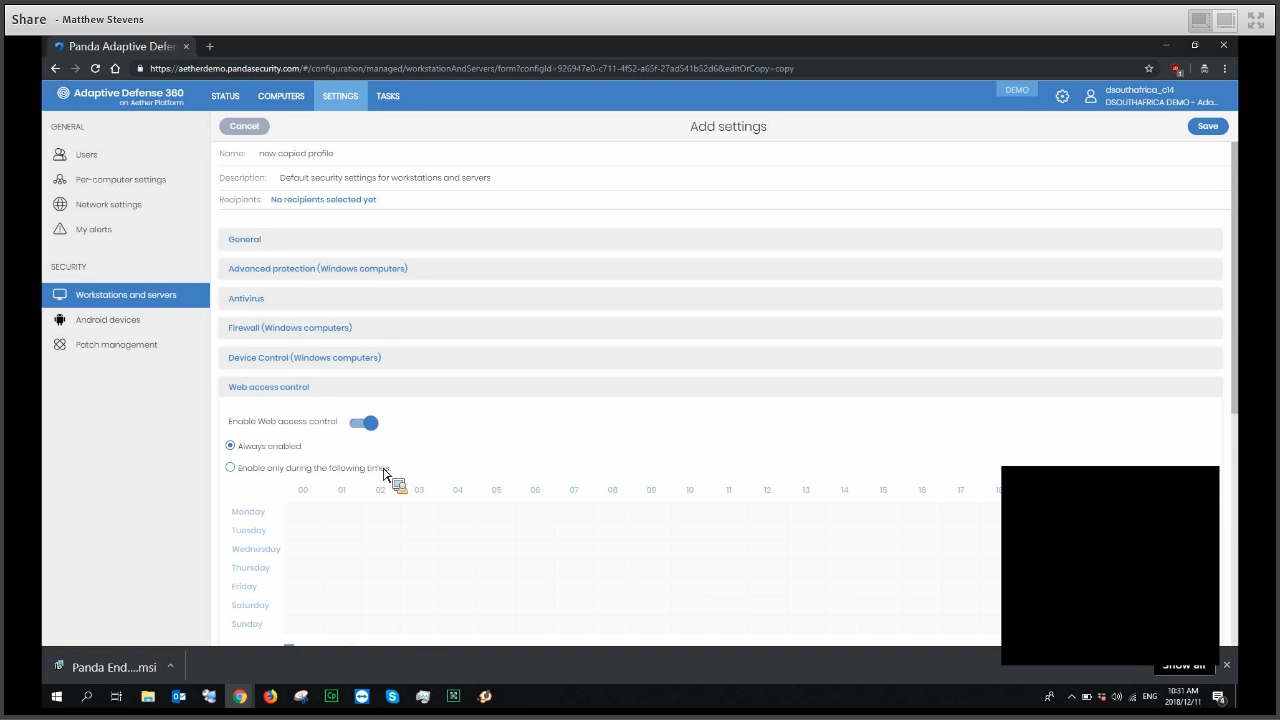 Share - Matthew Stevens
Panda Adaptive Defe
https://aetherdemo.pandasecurity.com/#/configuration/managed/workstationAndServers/form?configId=926947e0-c711-4f52-a65f-27ad541b52d6&editOrCopy=copy
Adaptive Defense 360
on Aether Platform
STATUS COMPUTERS SETTINGS TASKS
DEMO
dsouthafrica_c14
DSOUTHAFRICA DEMO - Ada...
GENERAL
Users
Per-computer settings
Network settings
My alerts
SECURITY
Workstations and servers
Android devices
Patch management
Cancel
Add settings
Save
Name: new copied profile
Description: Default security settings for workstations and servers
Recipients: No recipients selected yet
General
Advanced protection (Windows computers)
Antivirus
Firewall (Windows computers)
Device Control (Windows computers)
Web access control
Enable Web access control
Always enabled
Enable only during the following times
00 01 02 03 04 05 06 07 08 09 10 11 12 13 14 15 16 17
Monday
Tuesday
Wednesday
Thursday
Friday
Saturday
Sunday
Panda End....msi
Show all
ENG
10:31 AM
2018/12/11